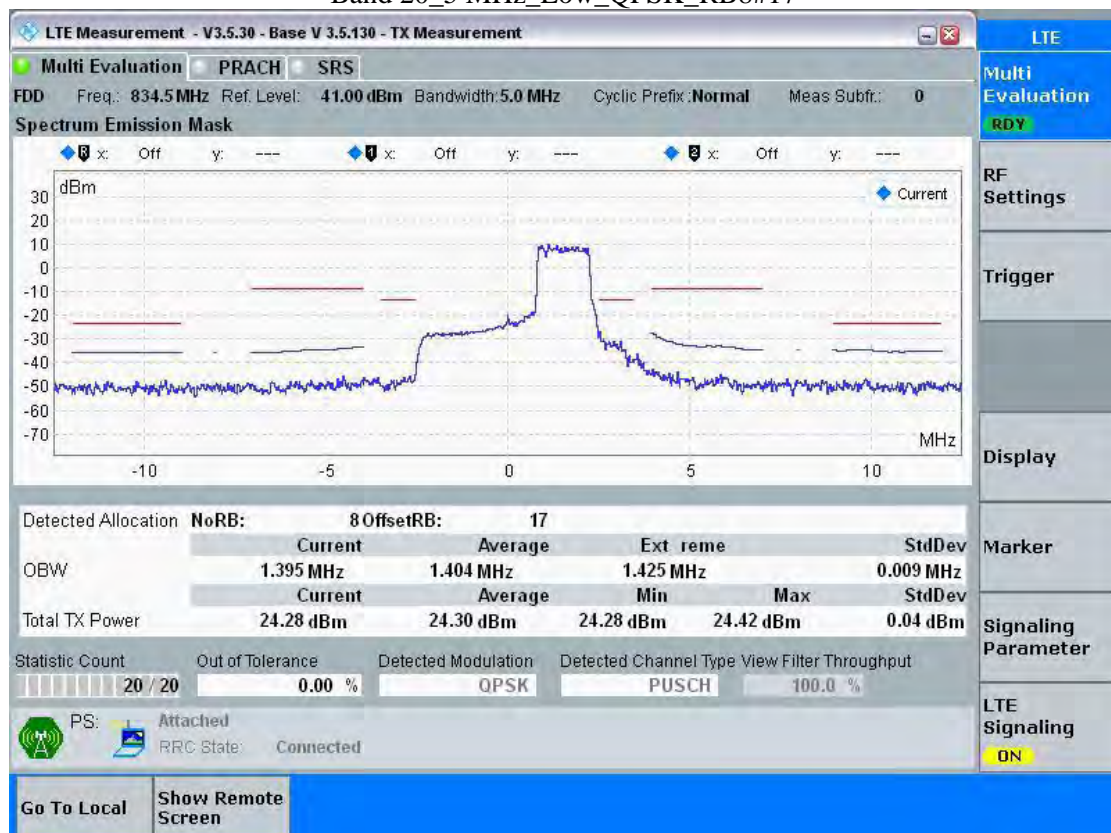 Band 20_5 MHz_Low_QPSK_RB8#17
LTE Measurement - V3.5.30 - Base V 3.5.130 - TX Measurement
Multi Evaluation PRACH SRS
FDD Freq.: 834.5 MHz Ref. Level: 41.00 dBm Bandwidth: 5.0 MHz Cyclic Prefix: Normal Meas Subfr.: 0
Spectrum Emission Mask
R x: Off y: --- 1 x: Off y: --- 2 x: Off y: ---
dBm
Current
30
20
10
0
-10
-20
-30
-40
-50
-60
-70
MHz
-10 -5 0 5 10
Detected Allocation NoRB: 8 OffsetRB: 17
Current Average Ext reme StdDev
OBW 1.395 MHz 1.404 MHz 1.425 MHz 0.009 MHz
Current Average Min Max StdDev
Total TX Power 24.28 dBm 24.30 dBm 24.28 dBm 24.42 dBm 0.04 dBm
Statistic Count Out of Tolerance Detected Modulation Detected Channel Type View Filter Throughput
20 / 20 0.00 % QPSK PUSCH 100.0 %
PS: Attached
RRC State: Connected
Go To Local
Show Remote
Screen
LTE
Multi
Evaluation
RDY
RF
Settings
Trigger
Display
Marker
Signaling
Parameter
LTE
Signaling
ON